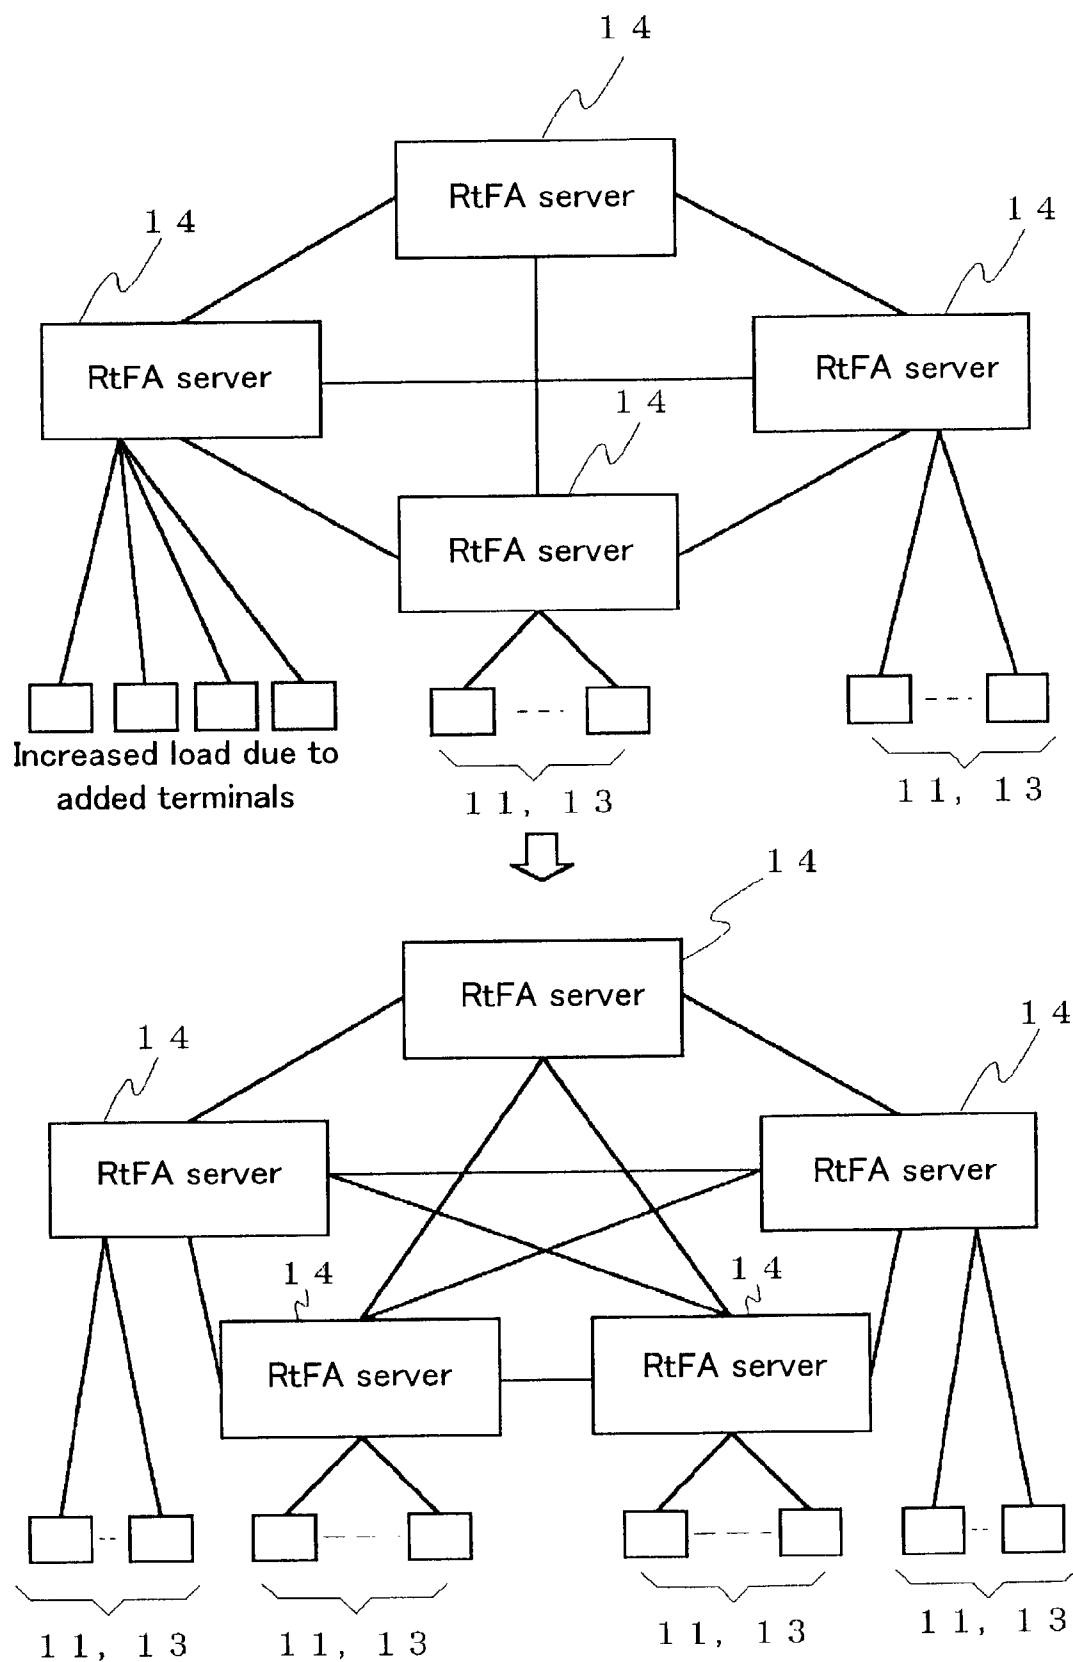 14
RtFA server
14
14
RtFA server
RtFA server
14
RtFA server
Increased load due to
added terminals
11, 13
11, 13
14
RtFA server
14
14
RtFA server
RtFA server
14
14
RtFA server
RtFA server
11, 13
11, 13
11, 13
11, 13